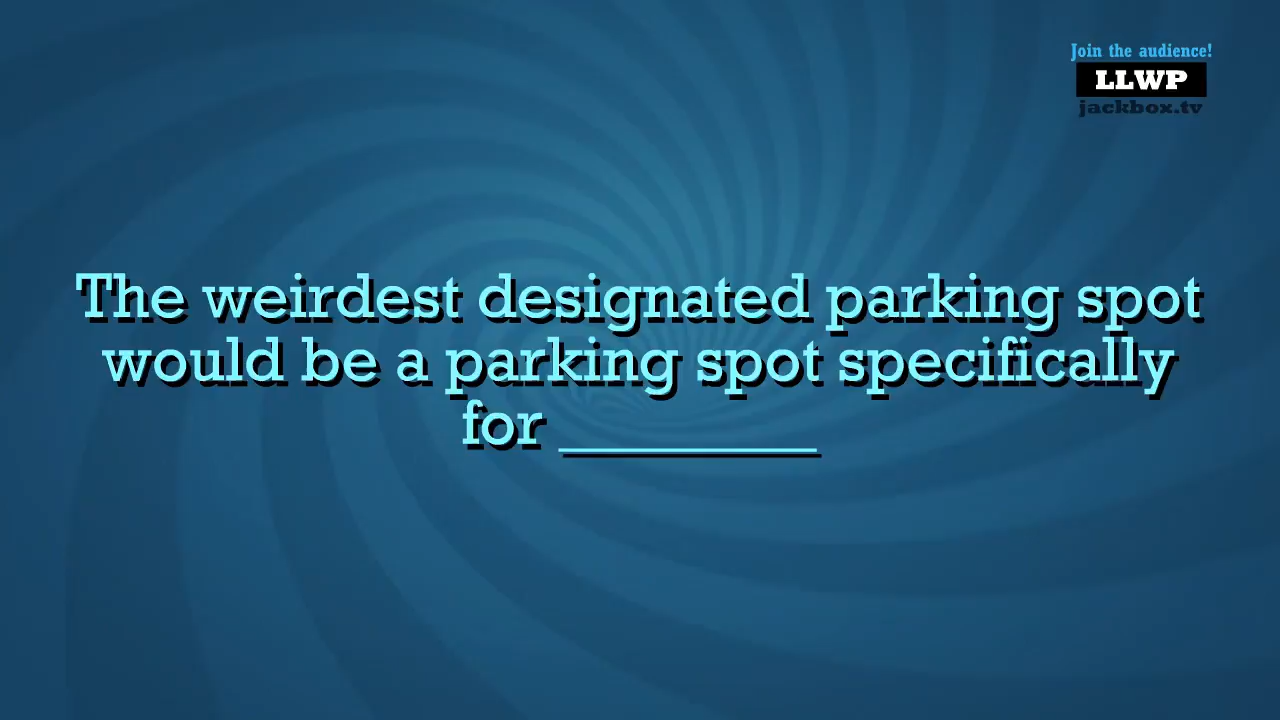 Join the audience!
LLWP
jackbox.tv
The weirdest designated parking spot
would be a parking spot specifically
for ________